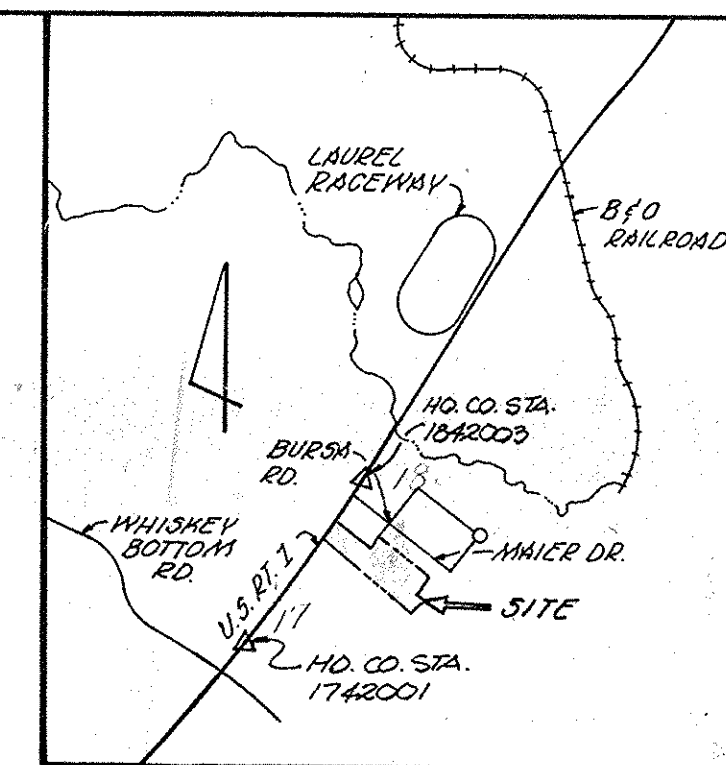 LAUREL
RACEWAY
B&O
RAILROAD
HO. CO. STA.
1842003
BURSA
RD.
18
WHISKEY
BOTTOM
RD.
MAIER DR.
U.S. RT. 1
SITE
17
HO. CO. STA.
1742001